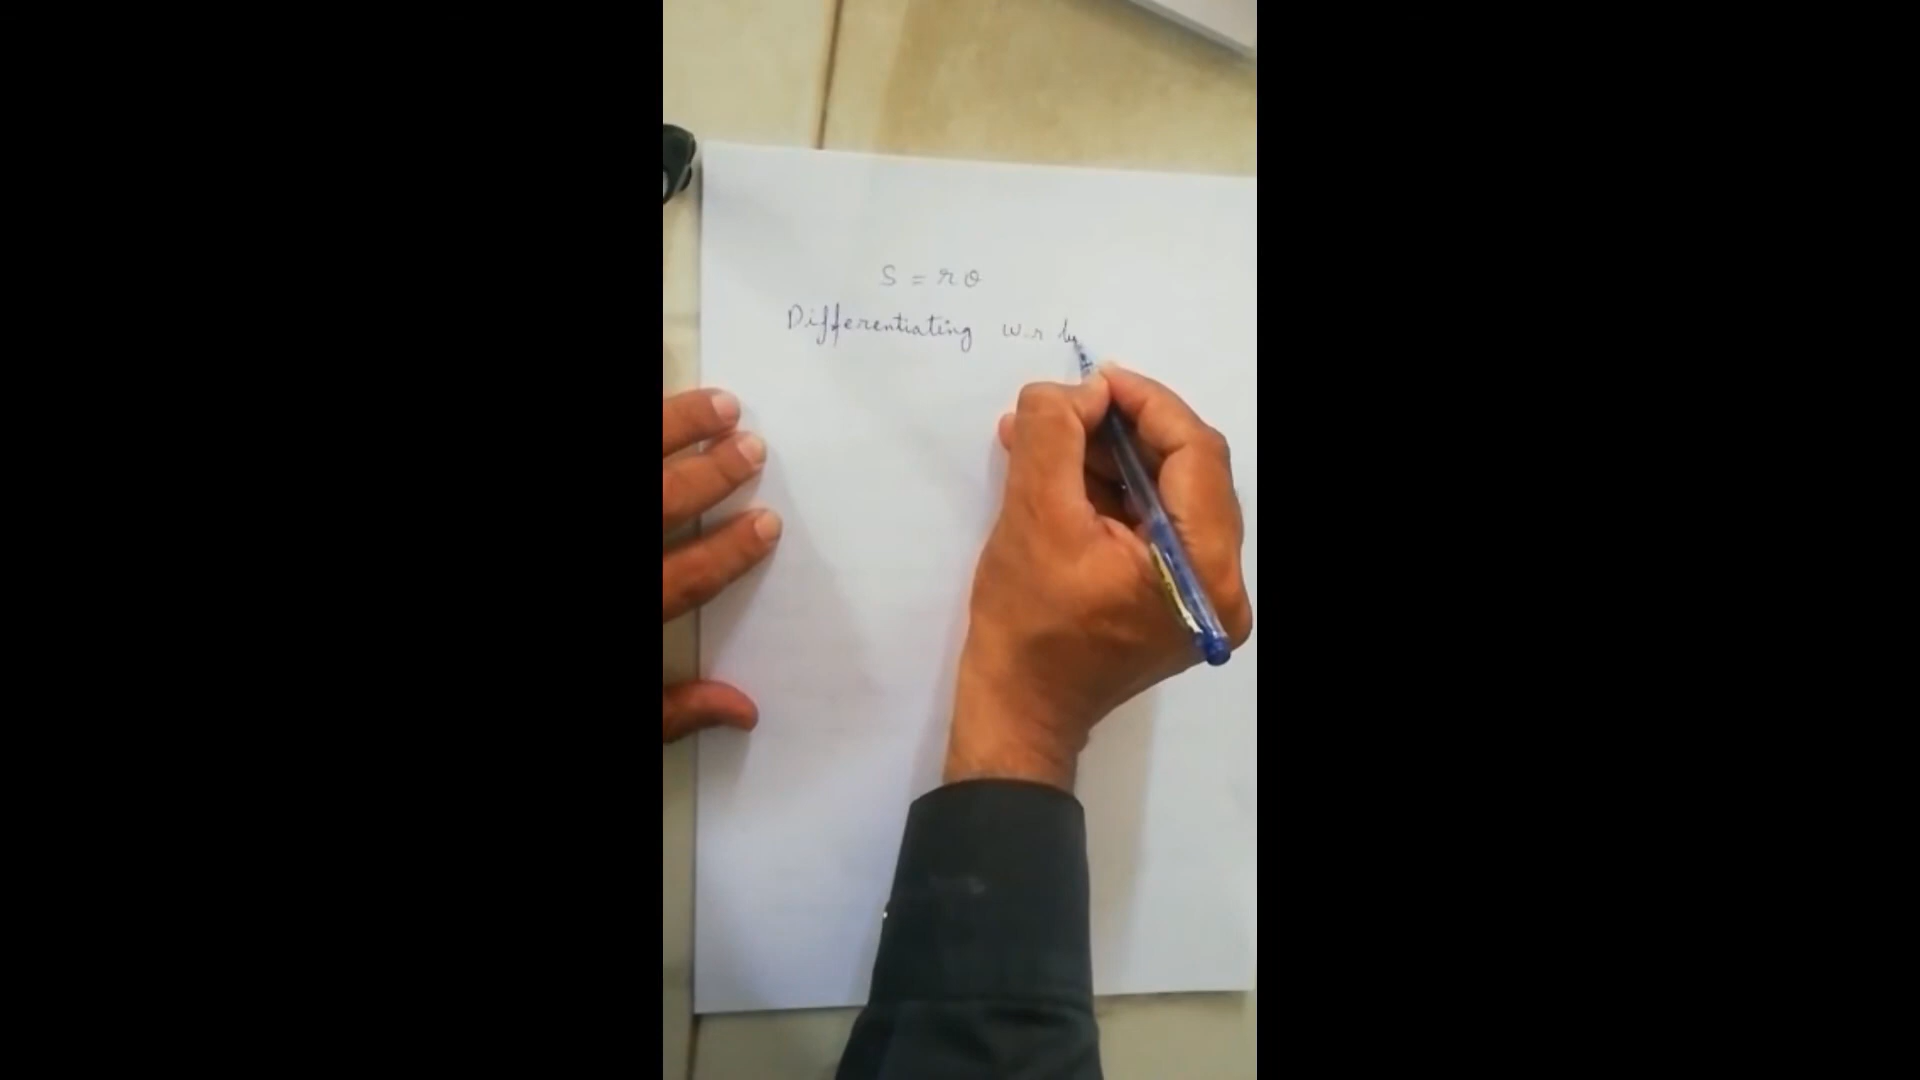 S = rθ
Differentiating w.r